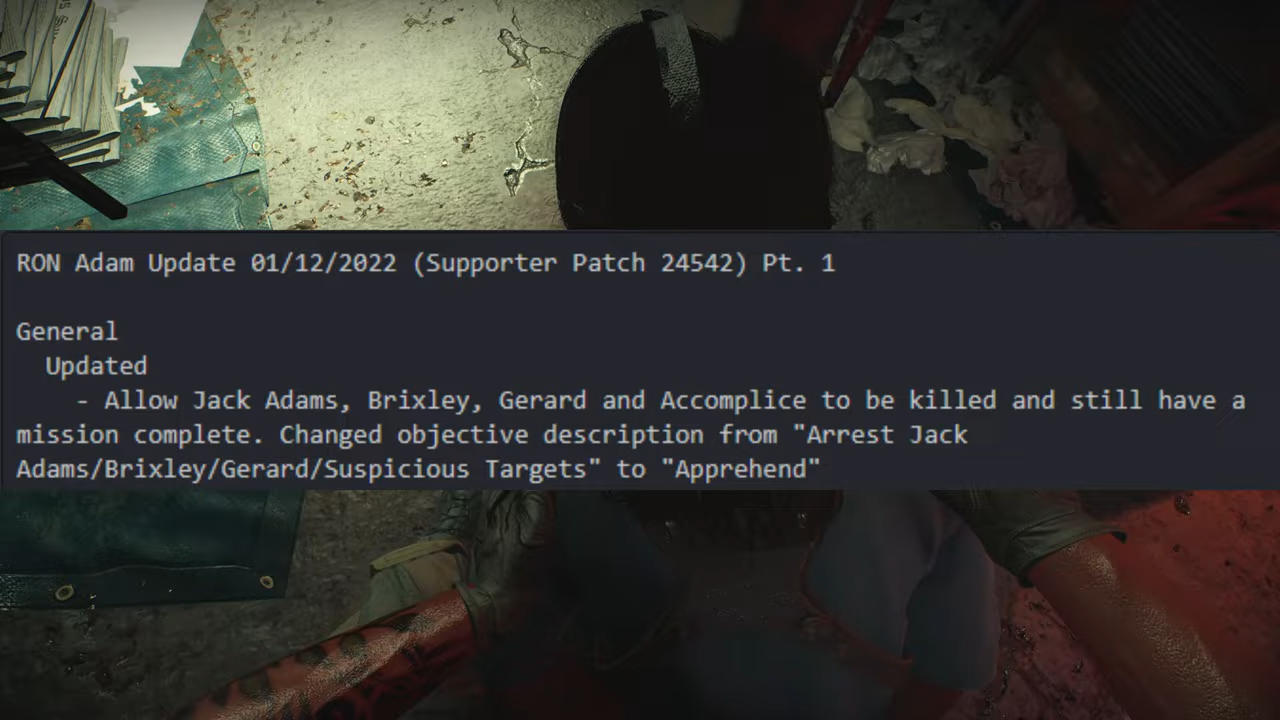 RON Adam Update 01/12/2022 (Supporter Patch 24542) Pt. 1
General
Updated
- Allow Jack Adams, Brixley, Gerard and Accomplice to be killed and still have a
mission complete. Changed objective description from "Arrest Jack
Adams/Brixley/Gerard/Suspicious Targets" to "Apprehend"